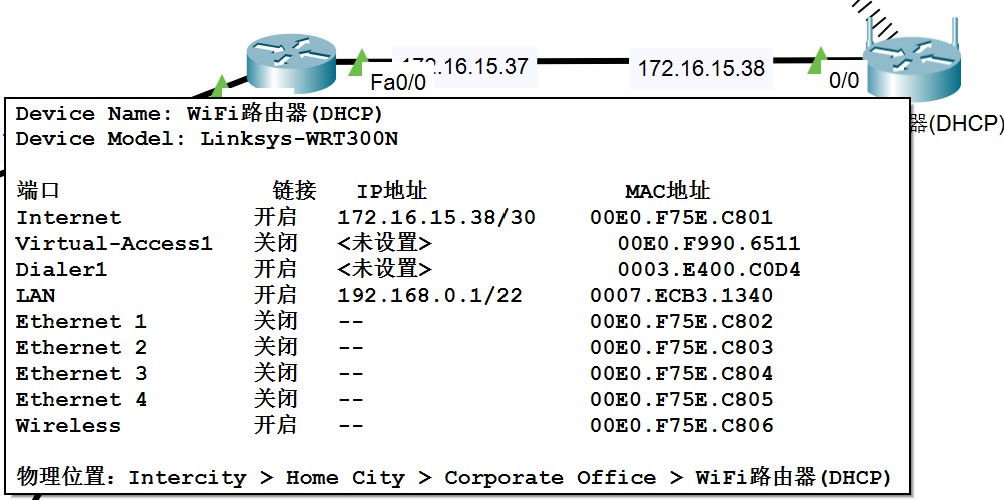 .16.15.37
172.16.15.38
Fa0/0
0/0
器(DHCP)
Device Name: WiFi路由器(DHCP)
Device Model: Linksys-WRT300N
端口 链接 IP地址 MAC地址
Internet 开启 172.16.15.38/30 00E0.F75E.C801
Virtual-Access1 关闭 <未设置> 00E0.F990.6511
Dialer1 开启 <未设置> 0003.E400.C0D4
LAN 开启 192.168.0.1/22 0007.ECB3.1340
Ethernet 1 关闭 -- 00E0.F75E.C802
Ethernet 2 关闭 -- 00E0.F75E.C803
Ethernet 3 关闭 -- 00E0.F75E.C804
Ethernet 4 关闭 -- 00E0.F75E.C805
Wireless 开启 -- 00E0.F75E.C806
物理位置: Intercity > Home City > Corporate Office > WiFi路由器(DHCP)